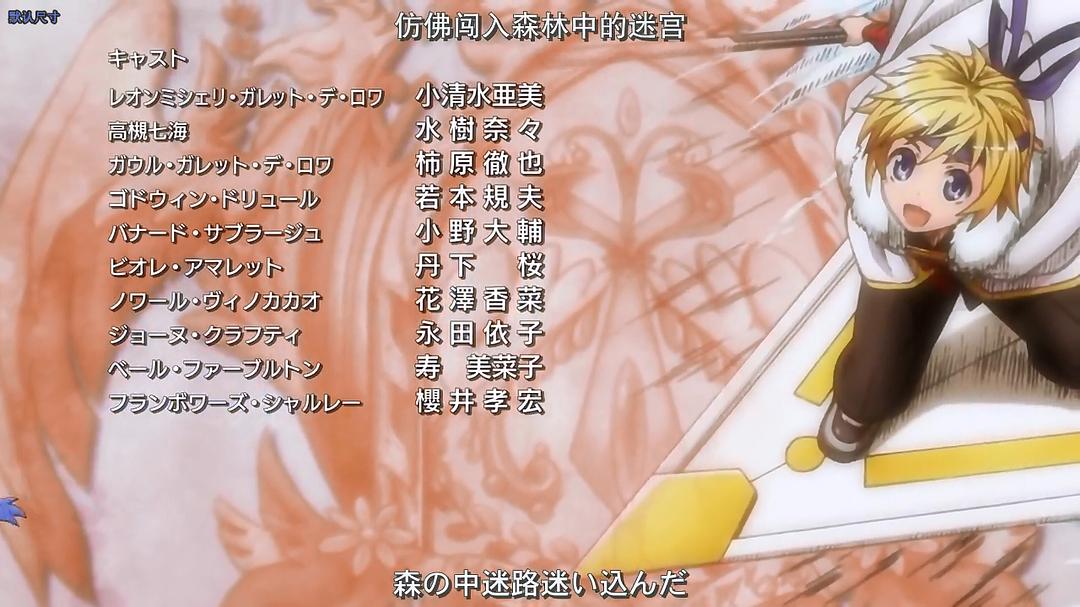 默认尺寸
仿佛闯入森林中的迷宫
キャスト
レオンミシェリ・ガレット・デ・ロワ 小清水亜美
高槻七海 水樹奈々
ガウル・ガレット・デ・ロワ 柿原徹也
ゴドウィン・ドリュール 若本規夫
バナード・サブラージュ 小野大輔
ビオレ・アマレット 丹下 桜
ノワール・ヴィノカカオ 花澤香菜
ジョーヌ・クラフティ 永田依子
ベール・ファーブルトン 寿 美菜子
フランボワーズ・シャルレー 櫻井孝宏
森の中迷路迷い込んだ